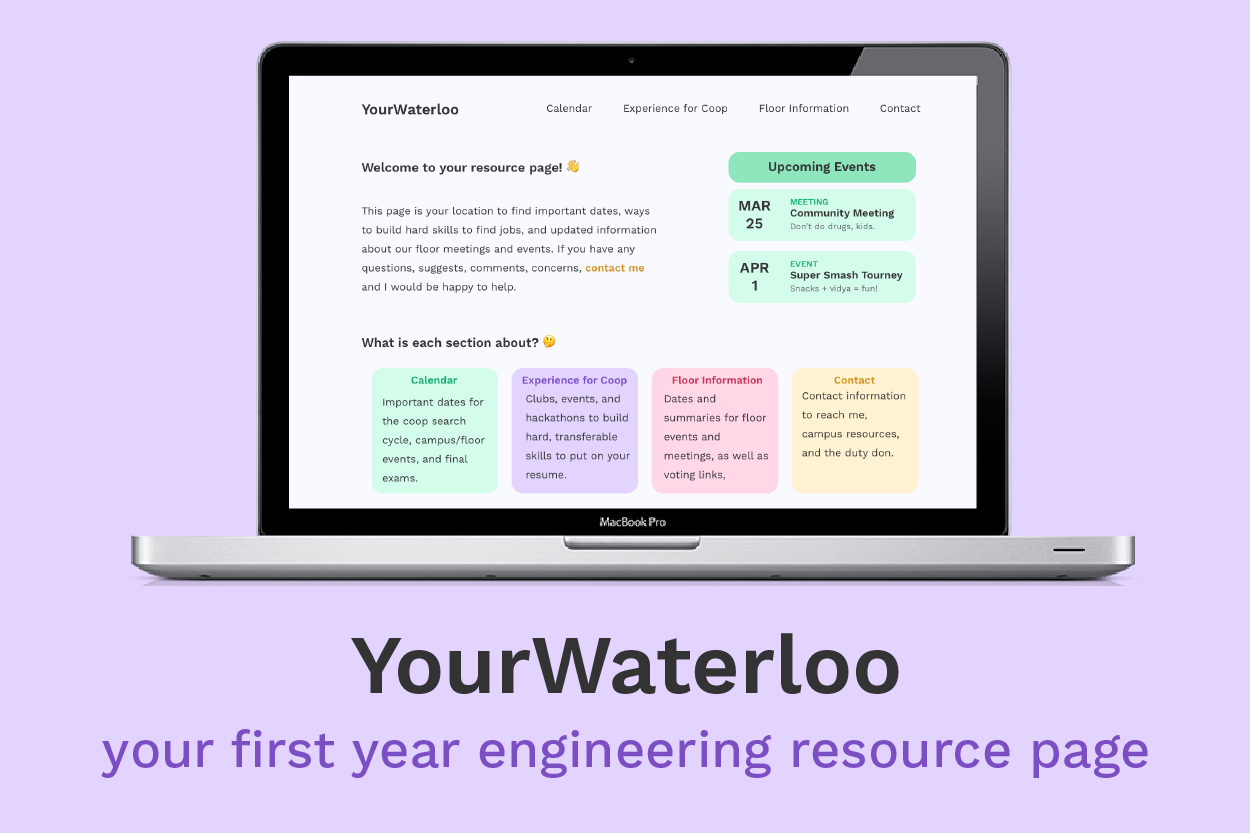 YourWaterloo
Calendar
Experience for Coop
Floor Information
Contact
Welcome to your resource page! 👋
This page is your location to find important dates, ways
to build hard skills to find jobs, and updated information
about our floor meetings and events. If you have any
questions, suggests, comments, concerns, contact me
and I would be happy to help.
Upcoming Events
MAR
25
MEETING
Community Meeting
Don't do drugs, kids.
APR
1
EVENT
Super Smash Tourney
Snacks + vidya = fun!
What is each section about? 🤔
Calendar
Important dates for
the coop search
cycle, campus/floor
events, and final
exams.
Experience for Coop
Clubs, events, and
hackathons to build
hard, transferable
skills to put on your
resume.
Floor Information
Dates and
summaries for floor
events and
meetings, as well as
voting links,
Contact
Contact information
to reach me,
campus resources,
and the duty don.
MacBook Pro
YourWaterloo
your first year engineering resource page